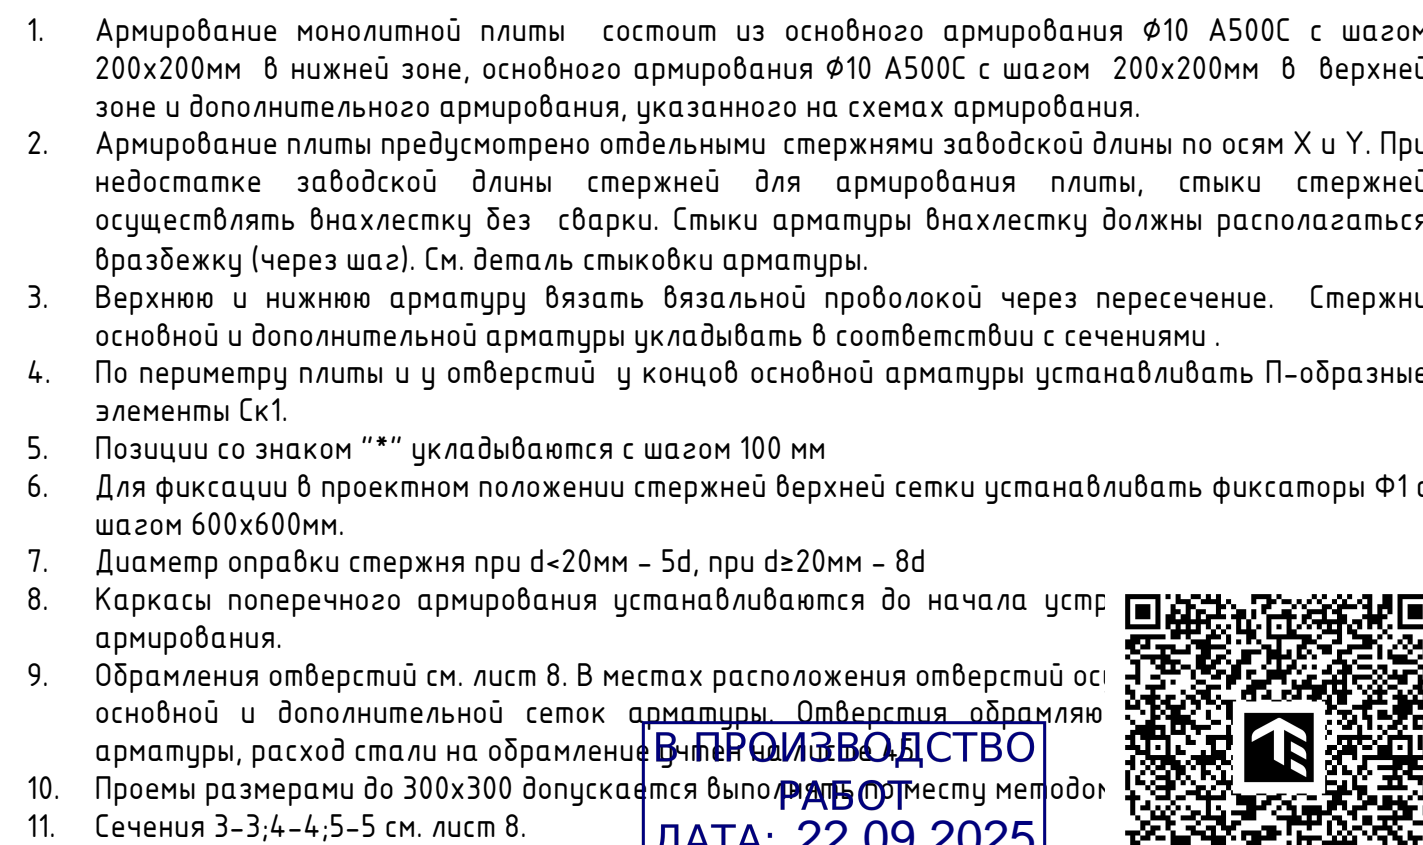 1. Армирование монолитной плиты состоит из основного армирования Ф10 А500С с шагом
200х200мм в нижней зоне, основного армирования Ф10 А500С с шагом 200х200мм в верхней
зоне и дополнительного армирования, указанного на схемах армирования.
2. Армирование плиты предусмотрено отдельными стержнями заводской длины по осям X и Y. При
недостатке заводской длины стержней для армирования плиты, стыки стержней
осуществлять внахлестку без сварки. Стыки арматуры внахлестку должны располагаться
вразбежку (через шаг). См. деталь стыковки арматуры.
3. Верхнюю и нижнюю арматуру вязать вязальной проволокой через пересечение. Стержни
основной и дополнительной арматуры укладывать в соответствии с сечениями .
4. По периметру плиты и у отверстий у концов основной арматуры устанавливать П-образные
элементы Ск1.
5. Позиции со знаком "*" укладываются с шагом 100 мм
6. Для фиксации в проектном положении стержней верхней сетки устанавливать фиксаторы Ф1 с
шагом 600х600мм.
7. Диаметр оправки стержня при d<20мм - 5d, при d≥20мм - 8d
8. Каркасы поперечного армирования устанавливаются до начала устр
армирования.
9. Обрамления отверстий см. лист 8. В местах расположения отверстий
основной и дополнительной сеток арматуры. Отверстия обрамляю
арматуры, расход стали на обрамление учтен на листе 45.
10. Проемы размерами до 300х300 допускается выполнять по месту методом
11. Сечения 3-3;4-4;5-5 см. лист 8.
В ПРОИЗВОДСТВО
РАБОТ
ДАТА: 22.09.2025